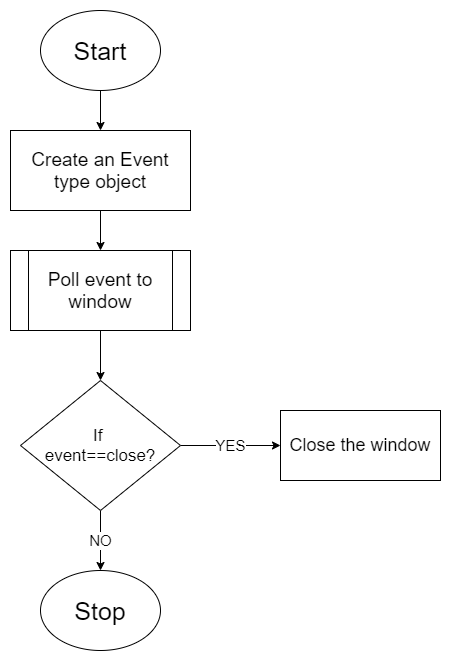 Start
Create an Event
type object
Poll event to
window
If
event==close?
YES
Close the window
NO
Stop